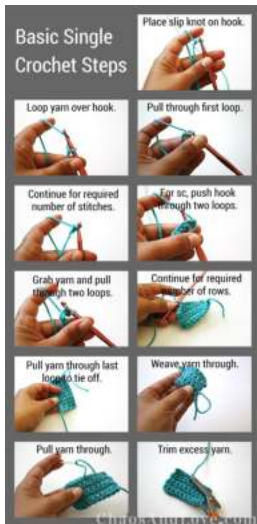 Basic Single
Crochet Steps
Place slip knot on hook.
Loop yarn over hook.
Pull through first loop.
Continue for required
number of stitches.
For sc, push hook
through two loops.
Grab yarn and pull
through two loops.
Continue for required
number of rows.
Pull yarn through last
loop to tie off.
Weave yarn through.
Pull yarn through.
Trim excess yarn.
ChaosAndLove.com